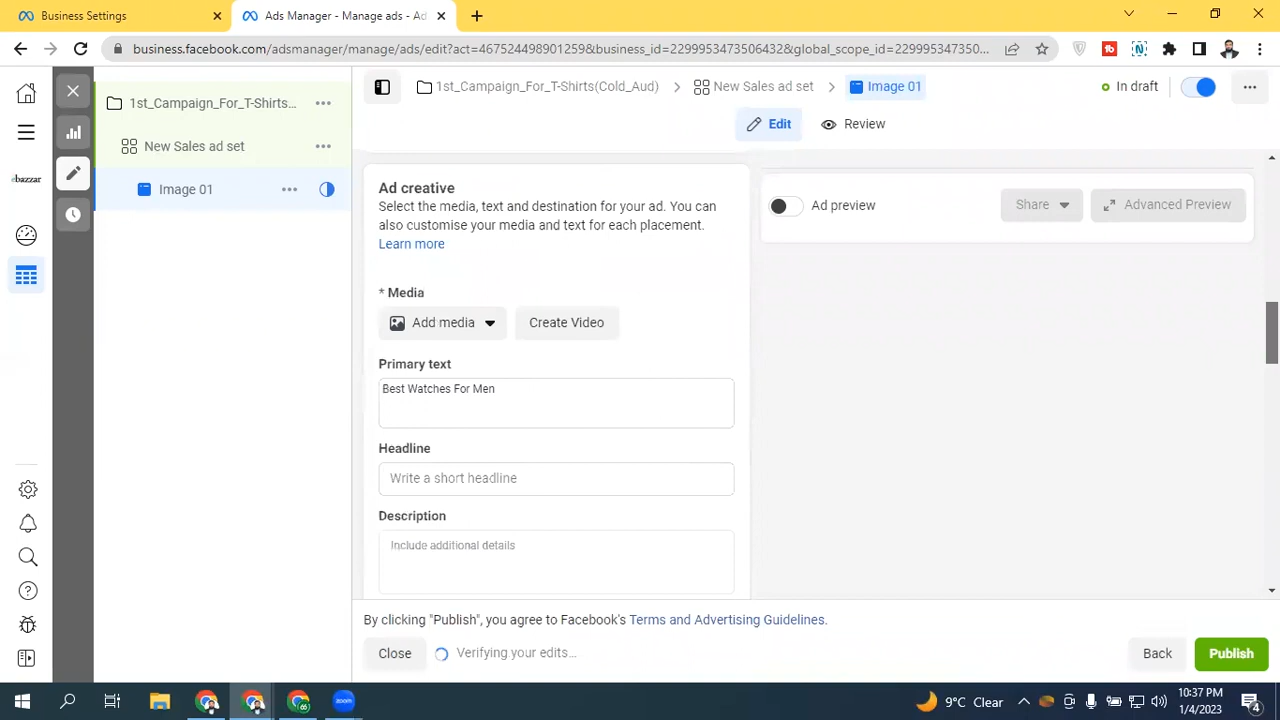 Business Settings
Ads Manager - Manage ads - Ad
business.facebook.com/adsmanager/manage/ads/edit?act=467524498901259&business_id=2299953473506432&global_scope_id=229995347350...
1st_Campaign_For_T-Shirts(Cold_Aud)
New Sales ad set
Image 01
In draft
Edit
Review
1st_Campaign_For_T-Shirts...
New Sales ad set
Image 01
ebazzar
Ad creative
Select the media, text and destination for your ad. You can
also customise your media and text for each placement.
Learn more
* Media
Add media
Create Video
Primary text
Best Watches For Men
Headline
Write a short headline
Description
Include additional details
Ad preview
Share
Advanced Preview
By clicking "Publish", you agree to Facebook's Terms and Advertising Guidelines.
Close
Verifying your edits...
Back
Publish
zoom
9°C Clear
10:37 PM
1/4/2023
4